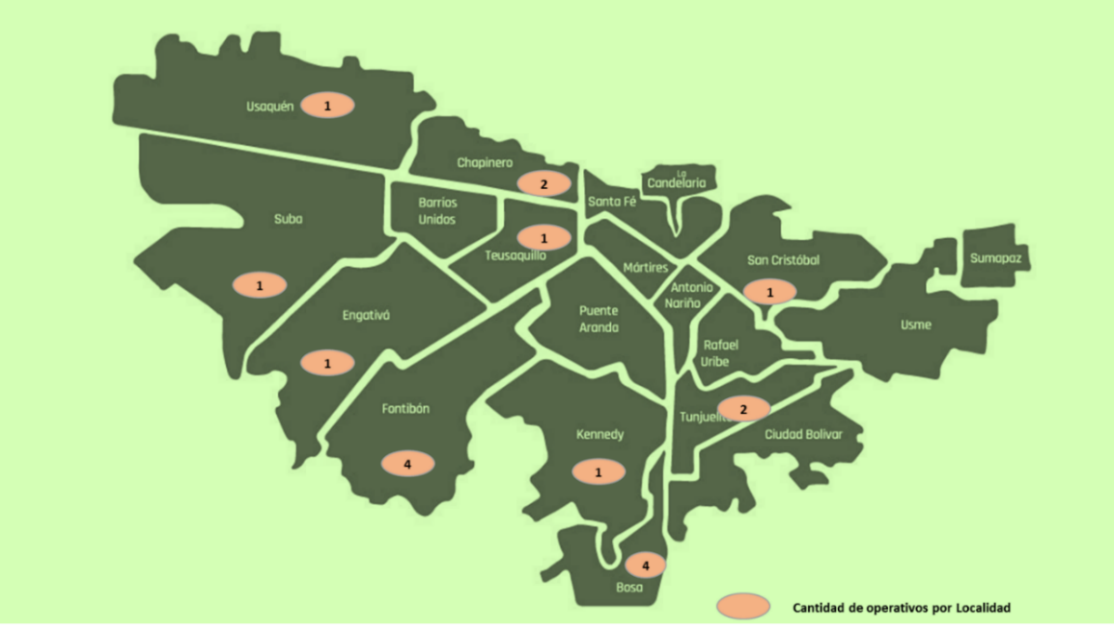 Usaquén 1
Chapinero
2
La
Candelaria
Santa Fé
Barrios
Unidos
Suba
1
Teusaquillo
Mártires
San Cristóbal
Sumapaz
1
Antonio
Nariño
1
Engativá
Puente
Aranda
Usme
Rafael
Uribe
1
Fontibón
2
Kennedy
Ciudad Bolivar
4
1
4
Bosa
Cantidad de operativos por Localidad